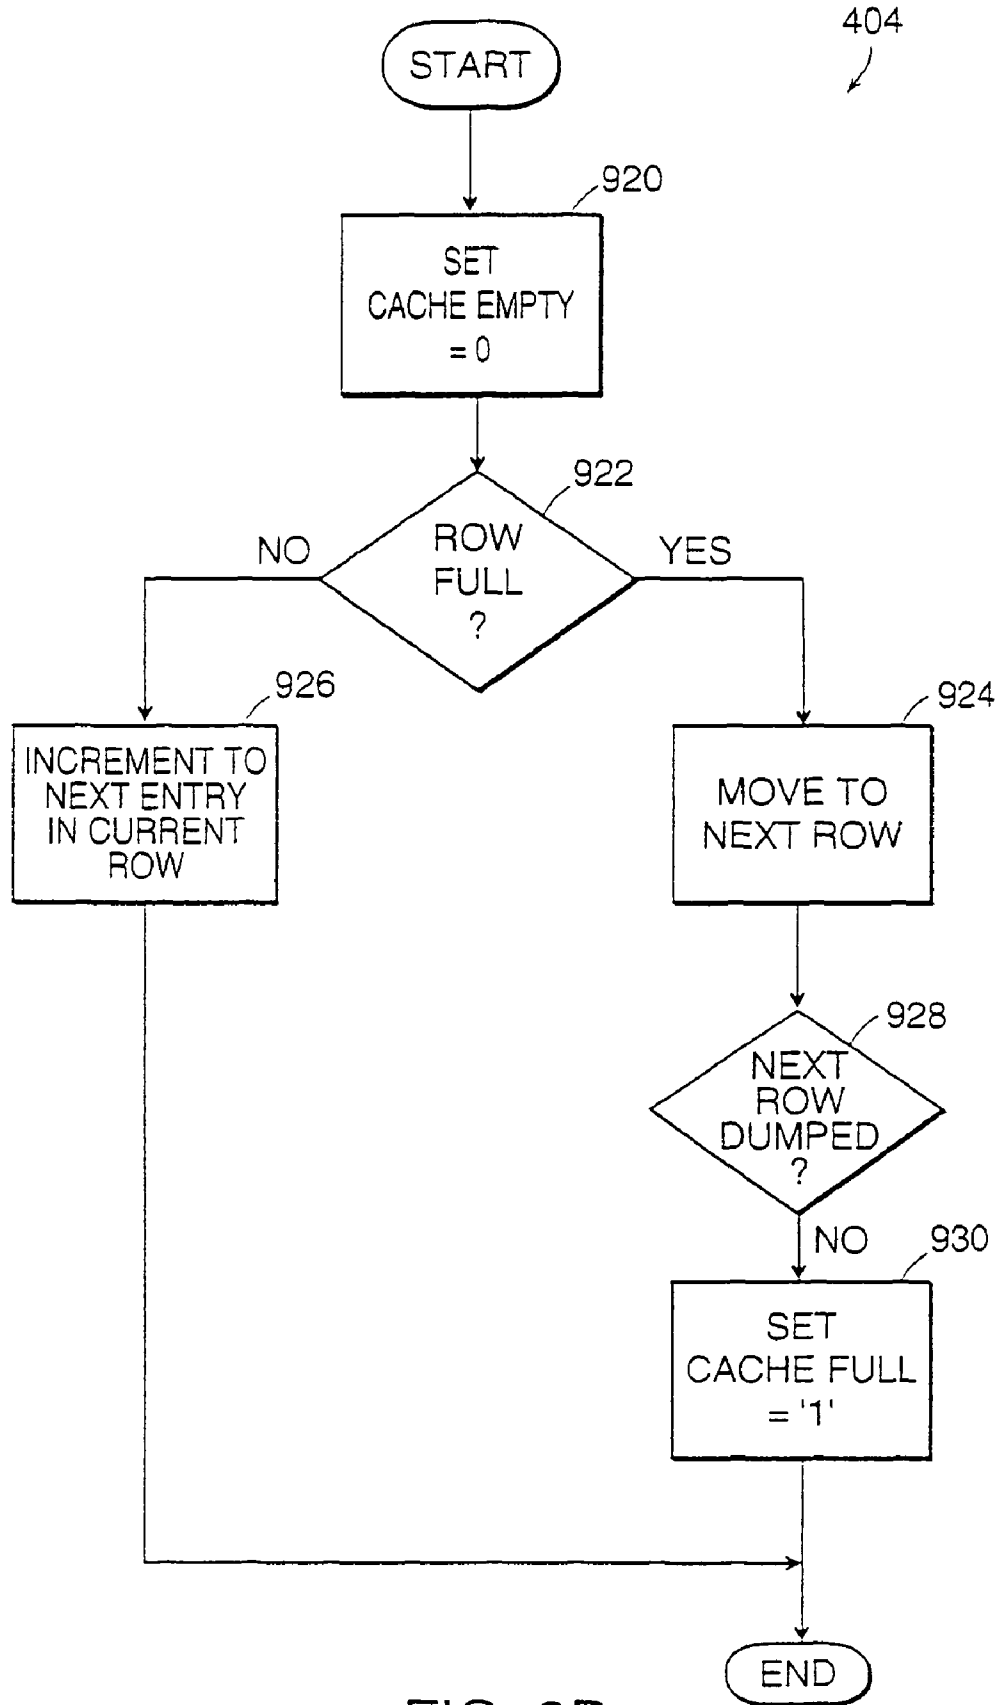 404
START
920
SET
CACHE EMPTY
= 0
922
ROW
FULL
?
NO
YES
926
INCREMENT TO
NEXT ENTRY
IN CURRENT
ROW
924
MOVE TO
NEXT ROW
928
NEXT
ROW
DUMPED
?
NO
930
SET
CACHE FULL
= '1'
END